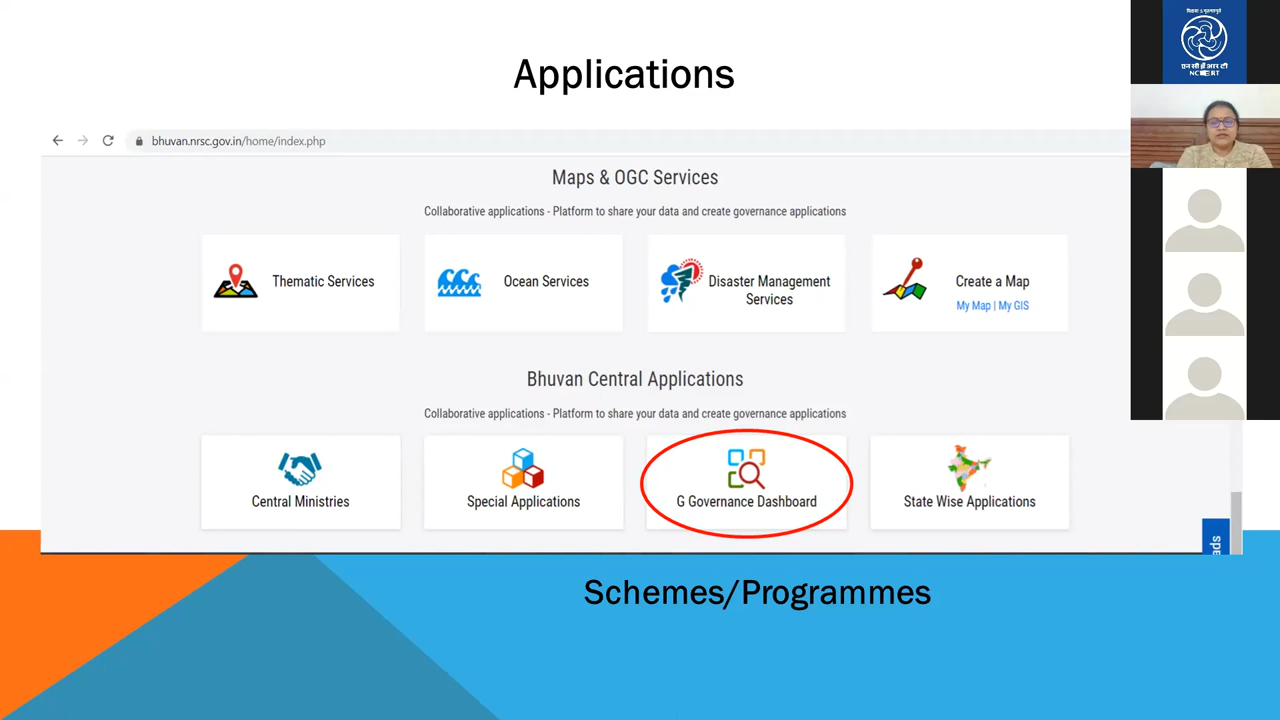 Applications
bhuvan.nrsc.gov.in/home/index.php
Maps & OGC Services
Collaborative applications - Platform to share your data and create governance applications
Thematic Services
Ocean Services
Disaster Management
Services
Create a Map
My Map | My GIS
Bhuvan Central Applications
Collaborative applications - Platform to share your data and create governance applications
Central Ministries
Special Applications
G Governance Dashboard
State Wise Applications
Schemes/Programmes
एन सी ई आर टी
NCERT